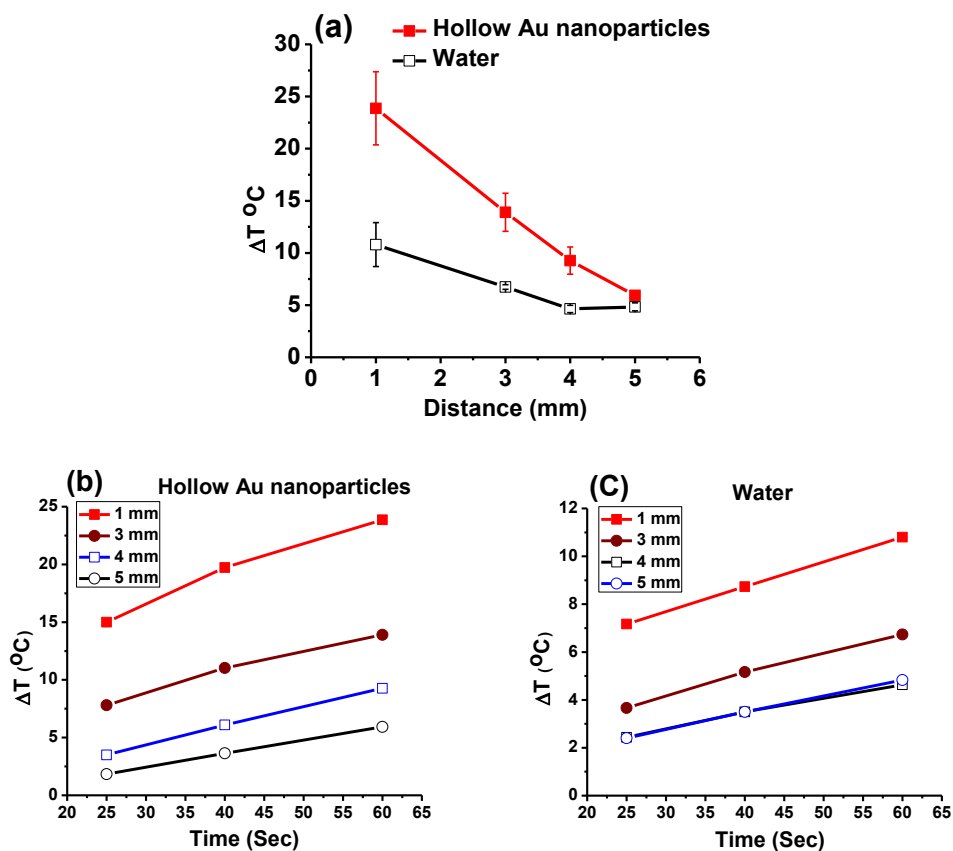 (a)
Hollow Au nanoparticles
Water
30
25
20
15
10
5
0
ΔT ºC
0 1 2 3 4 5 6
Distance (mm)
(b)
Hollow Au nanoparticles
1 mm
3 mm
4 mm
5 mm
25
20
15
10
5
0
ΔT (ºC)
20 25 30 35 40 45 50 55 60 65
Time (Sec)
(C)
Water
1 mm
3 mm
4 mm
5 mm
12
10
8
6
4
2
0
ΔT (ºC)
20 25 30 35 40 45 50 55 60 65
Time (Sec)